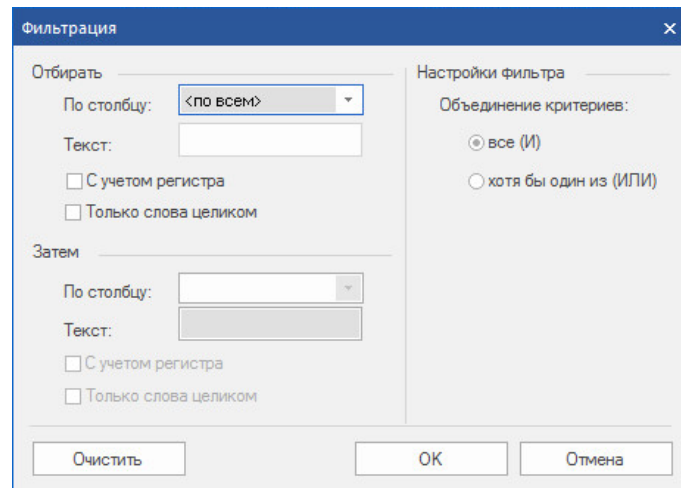 Фильтрация
Отбирать
По столбцу: <по всем>
Текст:
С учетом регистра
Только слова целиком
Затем
По столбцу:
Текст:
С учетом регистра
Только слова целиком
Настройки фильтра
Объединение критериев:
все (И)
хотя бы один из (ИЛИ)
Очистить
OK
Отмена